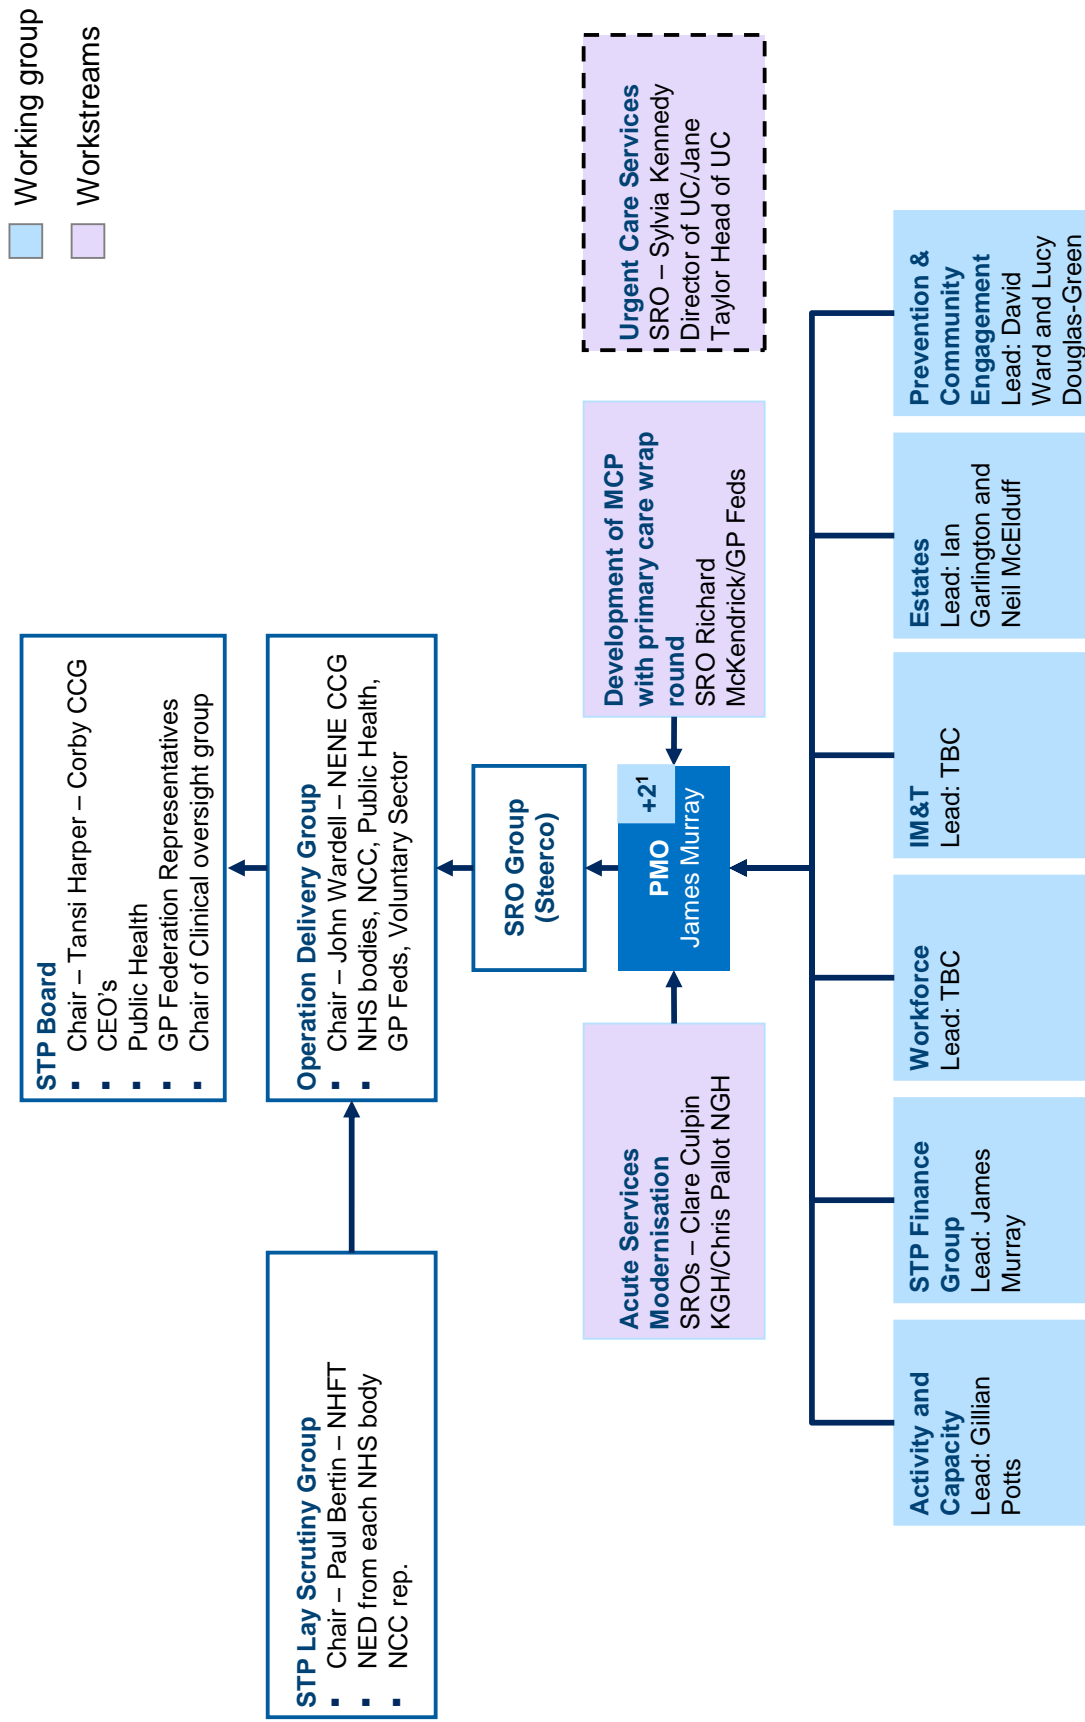 Working group
Workstreams
STP Board
▪ Chair – Tansi Harper – Corby CCG
▪ CEO’s
▪ Public Health
▪ GP Federation Representatives
▪ Chair of Clinical oversight group
STP Lay Scrutiny Group
▪ Chair – Paul Bertin – NHFT
▪ NED from each NHS body
▪ NCC rep.
Operation Delivery Group
▪ Chair – John Wardell – NENE CCG
▪ NHS bodies, NCC, Public Health,
GP Feds, Voluntary Sector
SRO Group
(Steerco)
Acute Services
Modernisation
SROs – Clare Culpin
KGH/Chris Pallot NGH
PMO
James Murray
+2¹
Development of MCP
with primary care wrap
round
SRO Richard
McKendrick/GP Feds
Urgent Care Services
SRO – Sylvia Kennedy
Director of UC/Jane
Taylor Head of UC
Activity and
Capacity
Lead: Gillian
Potts
STP Finance
Group
Lead: James
Murray
Workforce
Lead: TBC
IM&T
Lead: TBC
Estates
Lead: Ian
Garlington and
Neil McElduff
Prevention &
Community
Engagement
Lead: David
Ward and Lucy
Douglas-Green